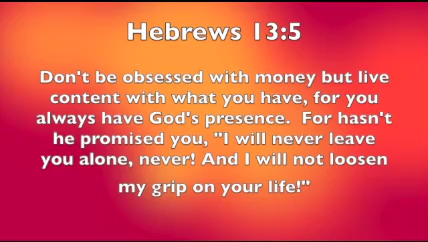 Hebrews 13:5
Don't be obsessed with money but live
content with what you have, for you
always have God's presence.  For hasn't
he promised you, "I will never leave
you alone, never! And I will not loosen
my grip on your life!"